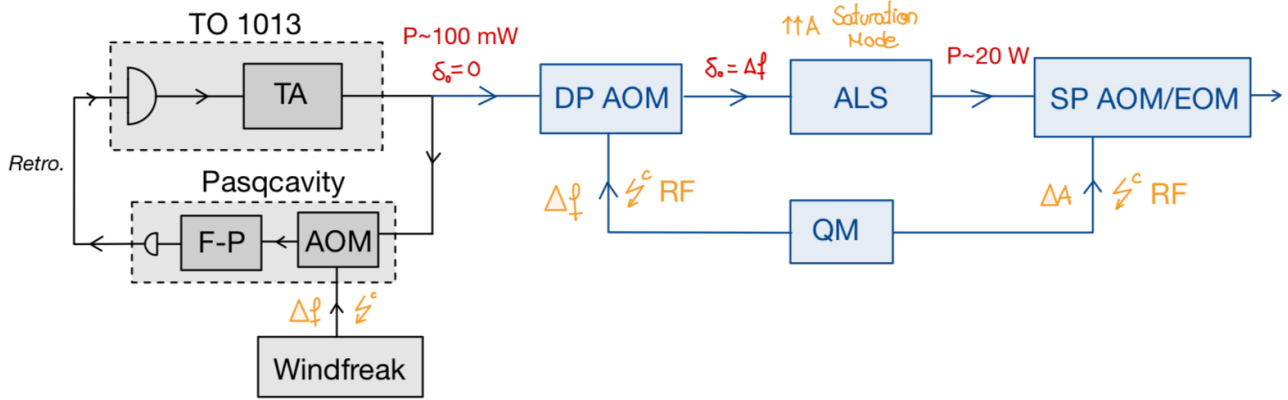 TO 1013
P~100 mW
δ₀=0
TA
Retro.
Pasqcavity
F-P
AOM
Δf
c
Windfreak
DP AOM
δ₀=Δf
↑↑A Saturation
Mode
ALS
P~20 W
SP AOM/EOM
Δf
c RF
QM
ΔA
c RF